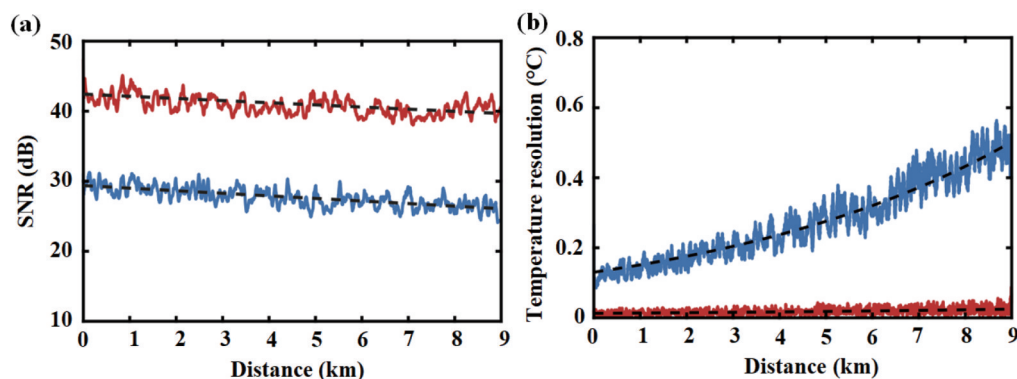 (a)
50
40
30
20
10
SNR (dB)
0 1 2 3 4 5 6 7 8 9
Distance (km)
(b)
0.8
0.6
0.4
0.2
0
Temperature resolution (°C)
0 1 2 3 4 5 6 7 8 9
Distance (km)